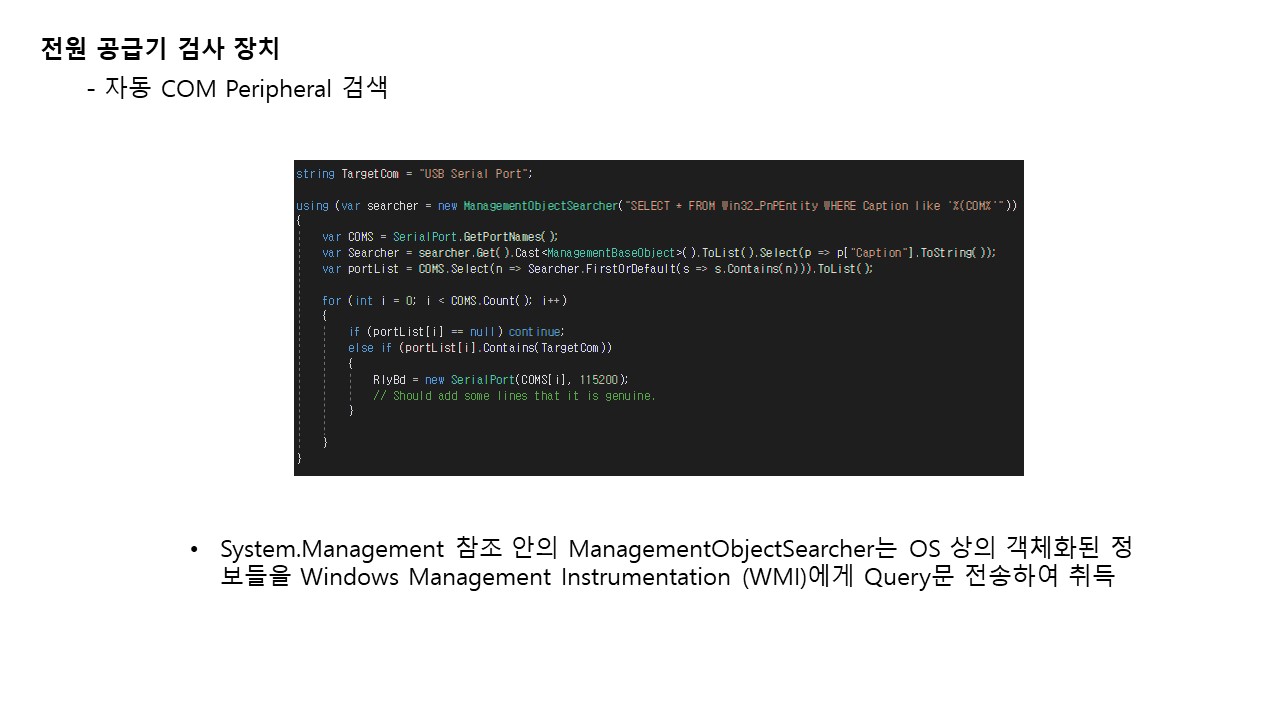 전원 공급기 검사 장치
- 자동 COM Peripheral 검색
string TargetCom = "USB Serial Port";
using (var searcher = new ManagementObjectSearcher("SELECT * FROM Win32_PnPEntity WHERE Caption like '%(COM%'"))
{
var COMS = SerialPort.GetPortNames();
var Searcher = searcher.Get().Cast<ManagementBaseObject>().ToList().Select(p => p["Caption"].ToString());
var portList = COMS.Select(n => Searcher.FirstOrDefault(s => s.Contains(n))).ToList();
for (int i = 0; i < COMS.Count(); i++)
{
if (portList[i] == null) continue;
else if (portList[i].Contains(TargetCom))
{
RlyBd = new SerialPort(COMS[i], 115200);
// Should add some lines that it is genuine.
}
}
}
• System.Management 참조 안의 ManagementObjectSearcher는 OS 상의 객체화된 정
보들을 Windows Management Instrumentation (WMI)에게 Query문 전송하여 취득